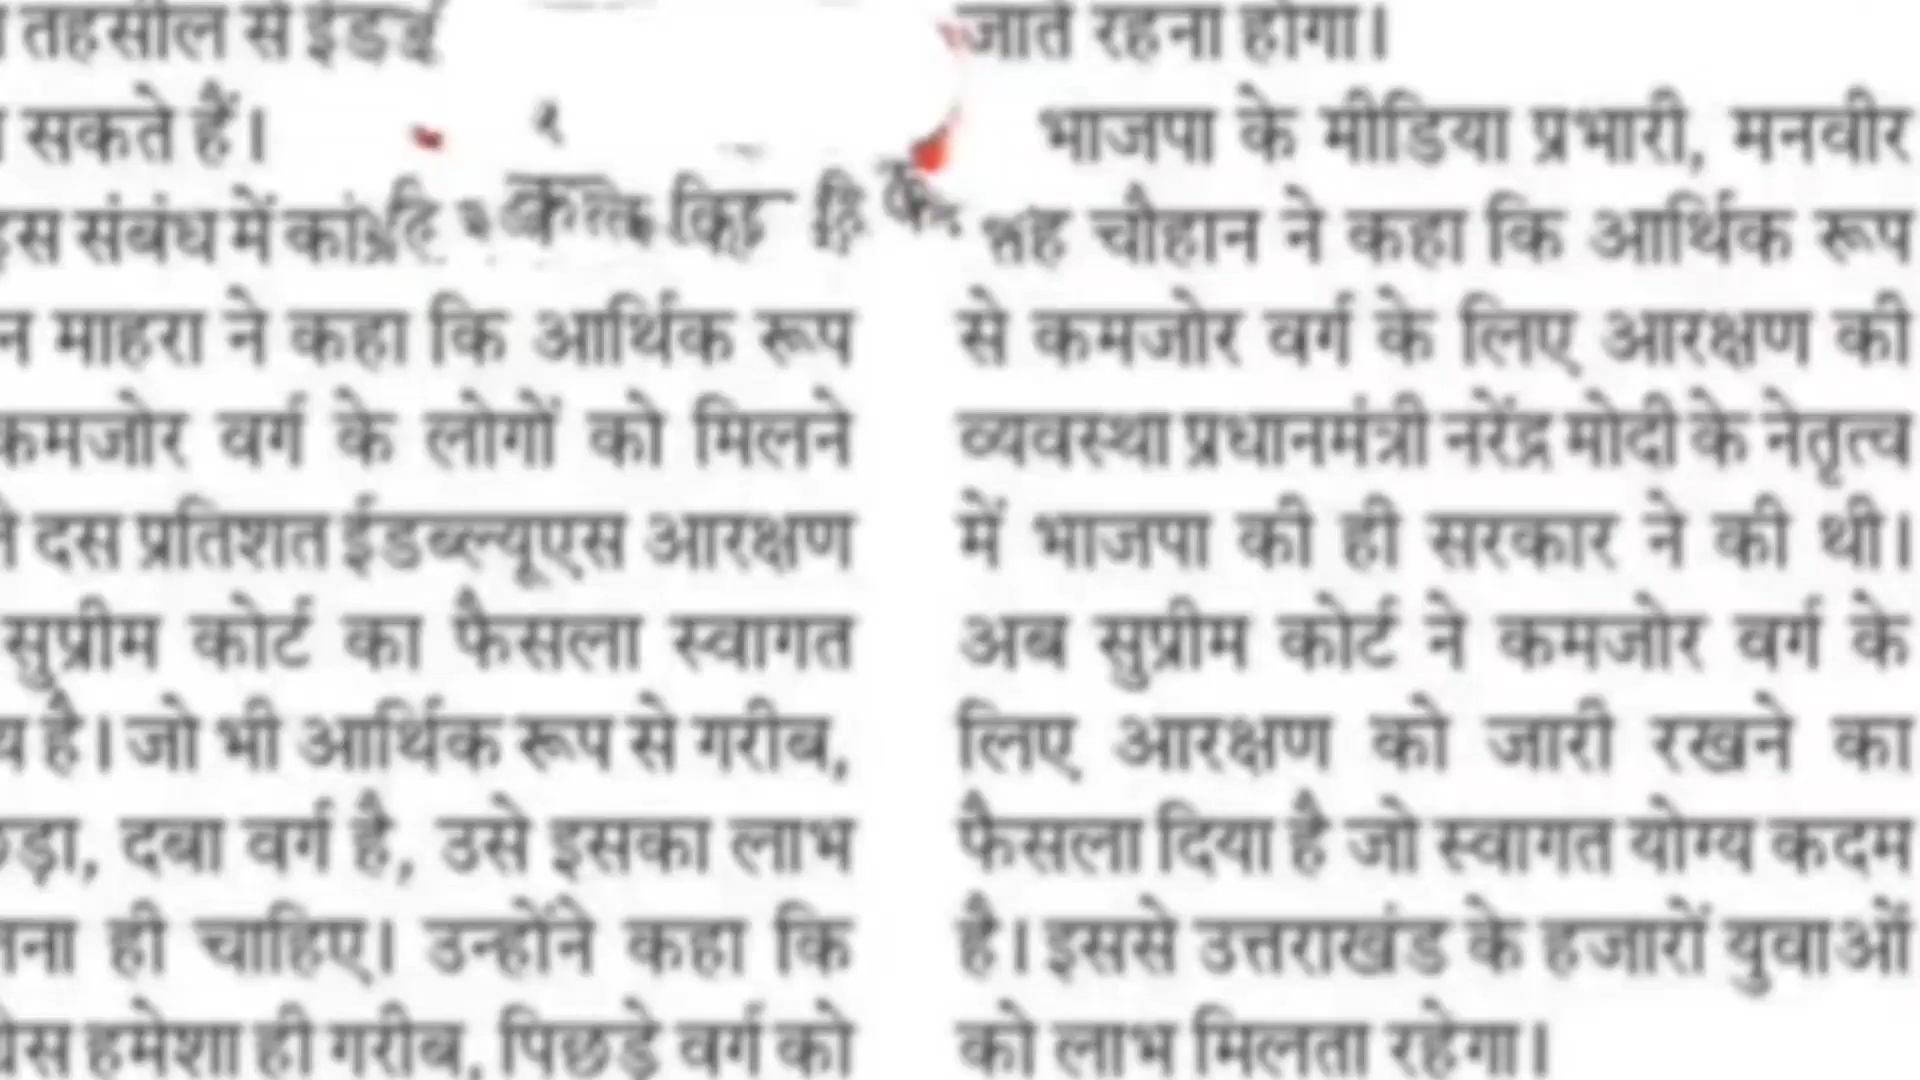 तहसील से
सकते हैं।
इस संबंध में
न माहरा ने कहा कि आर्थिक रूप
कमजोर वर्ग के लोगों को मिलने
दस प्रतिशत ईडब्ल्यूएस आरक्षण
सुप्रीम कोर्ट का फैसला स्वागत
य है। जो भी आर्थिक रूप से गरीब,
छड़ा, दबा वर्ग है, उसे इसका लाभ
लना ही चाहिए। उन्होंने कहा कि
ग्रेस हमेशा ही गरीब, पिछड़े वर्ग को
जाते रहना होगा।
भाजपा के मीडिया प्रभारी, मनवीर
चौहान ने कहा कि आर्थिक रूप
से कमजोर वर्ग के लिए आरक्षण की
व्यवस्था प्रधानमंत्री नरेंद्र मोदी के नेतृत्व
में भाजपा की ही सरकार ने की थी।
अब सुप्रीम कोर्ट ने कमजोर वर्ग के
लिए आरक्षण को जारी रखने का
फैसला दिया है जो स्वागत योग्य कदम
है। इससे उत्तराखंड के हजारों युवाओं
को लाभ मिलता रहेगा।